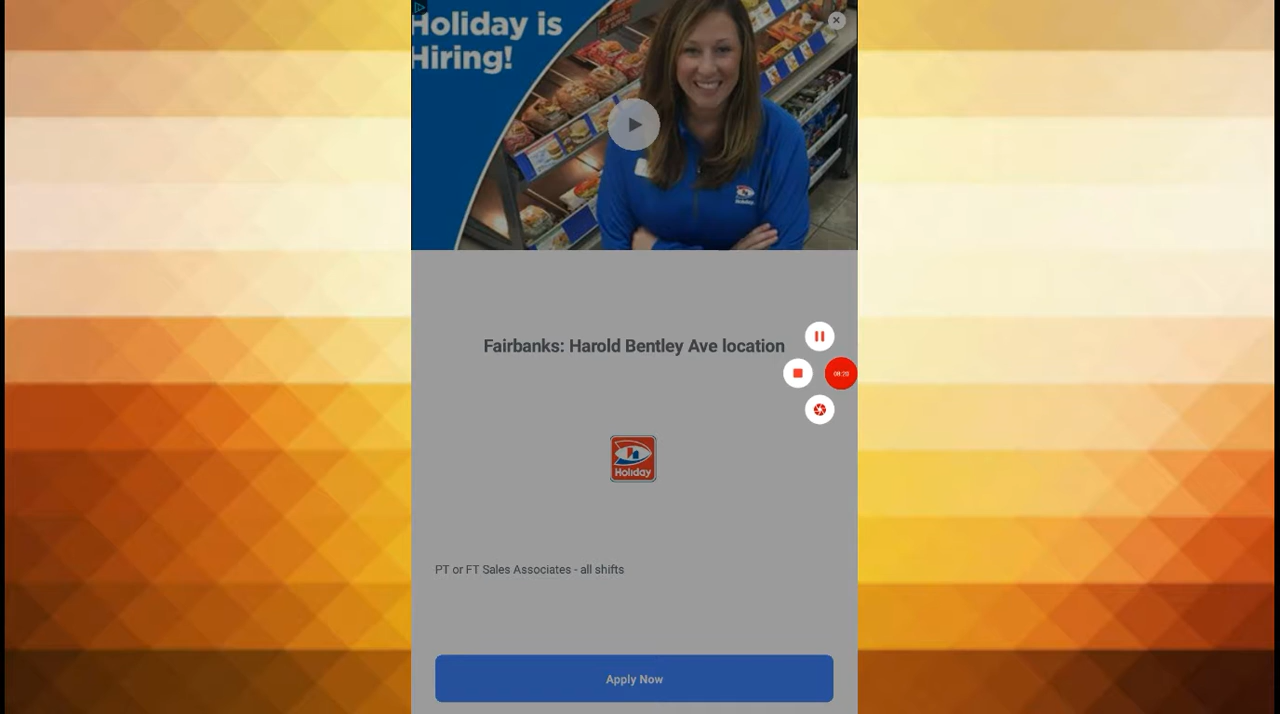 Holiday is
Hiring!
Fairbanks: Harold Bentley Ave location
Holiday
PT or FT Sales Associates - all shifts
Apply Now